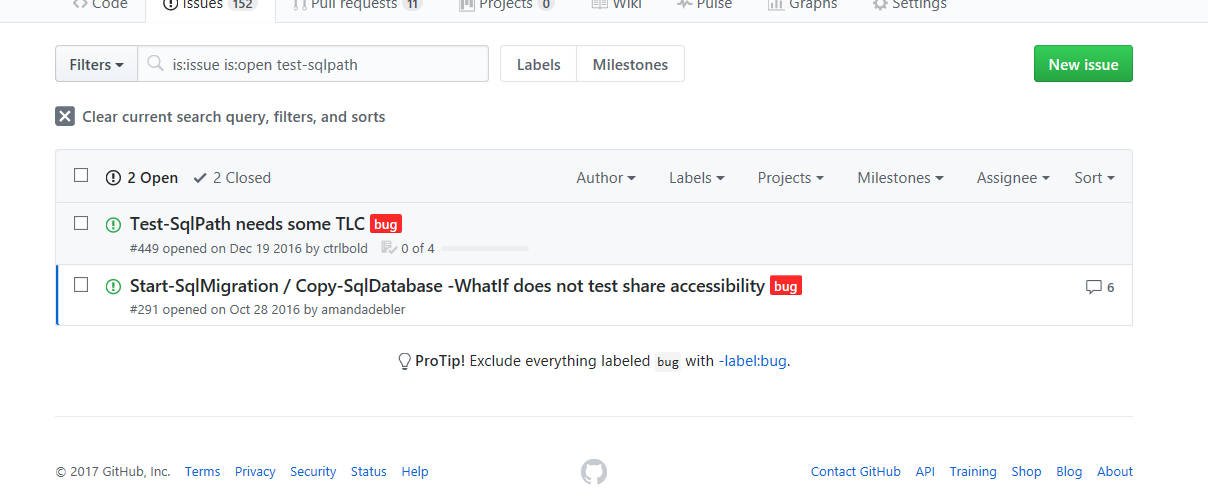 Code Issues 152 Pull requests 11 Projects 0 Wiki Pulse Graphs Settings
Filters is:issue is:open test-sqlpath Labels Milestones New issue
Clear current search query, filters, and sorts
2 Open 2 Closed Author Labels Projects Milestones Assignee Sort
Test-SqlPath needs some TLC bug
#449 opened on Dec 19 2016 by ctrlbold 0 of 4
Start-SqlMigration / Copy-SqlDatabase -WhatIf does not test share accessibility bug 6
#291 opened on Oct 28 2016 by amandadebler
ProTip! Exclude everything labeled bug with -label:bug.
© 2017 GitHub, Inc. Terms Privacy Security Status Help Contact GitHub API Training Shop Blog About